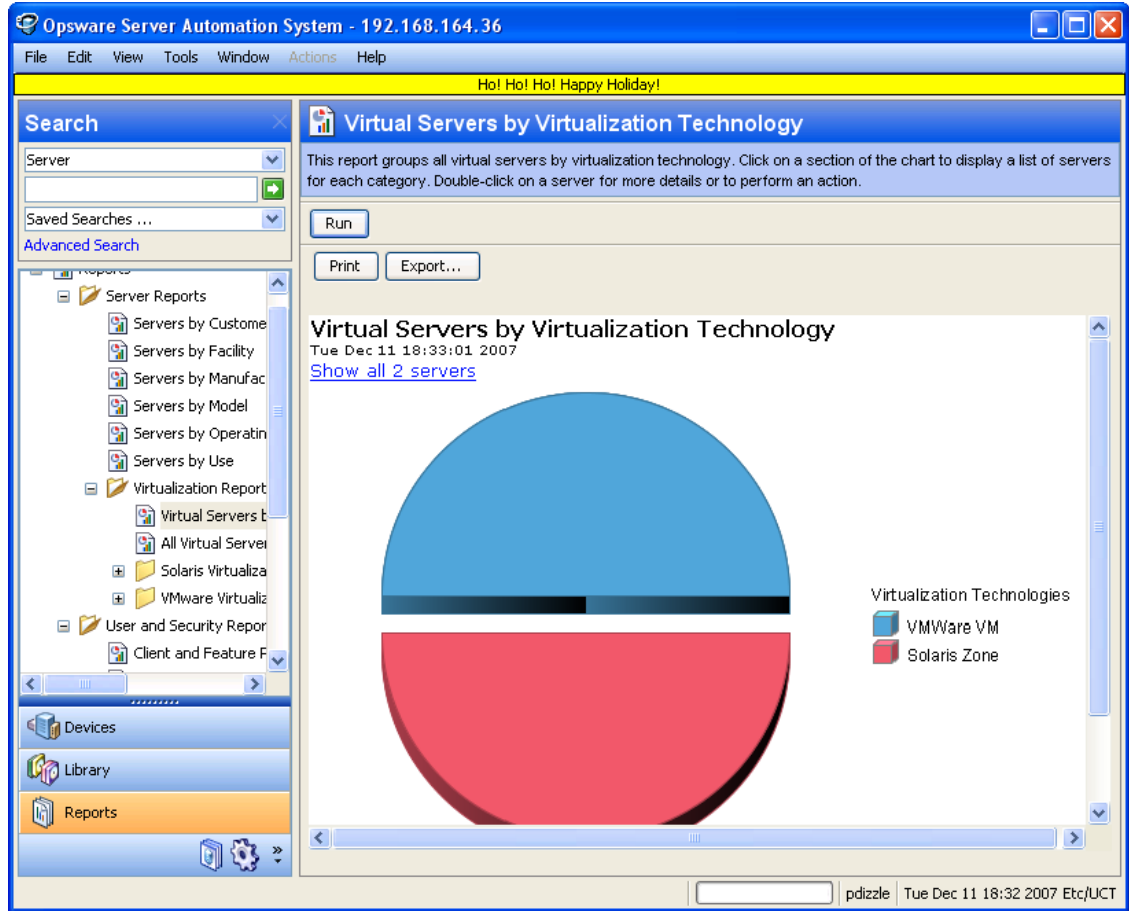 Opsware Server Automation System - 192.168.164.36
File Edit View Tools Window Actions Help
Ho! Ho! Ho! Happy Holiday!
Search
Server
Saved Searches ...
Advanced Search
Reports
Server Reports
Servers by Custome
Servers by Facility
Servers by Manufac
Servers by Model
Servers by Operatin
Servers by Use
Virtualization Report
Virtual Servers b
All Virtual Server
Solaris Virtualiza
VMware Virtualiz
User and Security Repor
Client and Feature
Devices
Library
Reports
Virtual Servers by Virtualization Technology
This report groups all virtual servers by virtualization technology. Click on a section of the chart to display a list of servers
for each category. Double-click on a server for more details or to perform an action.
Run
Print Export...
Virtual Servers by Virtualization Technology
Tue Dec 11 18:33:01 2007
Show all 2 servers
Virtualization Technologies
VMWare VM
Solaris Zone
pdizzle Tue Dec 11 18:32 2007 Etc/UCT